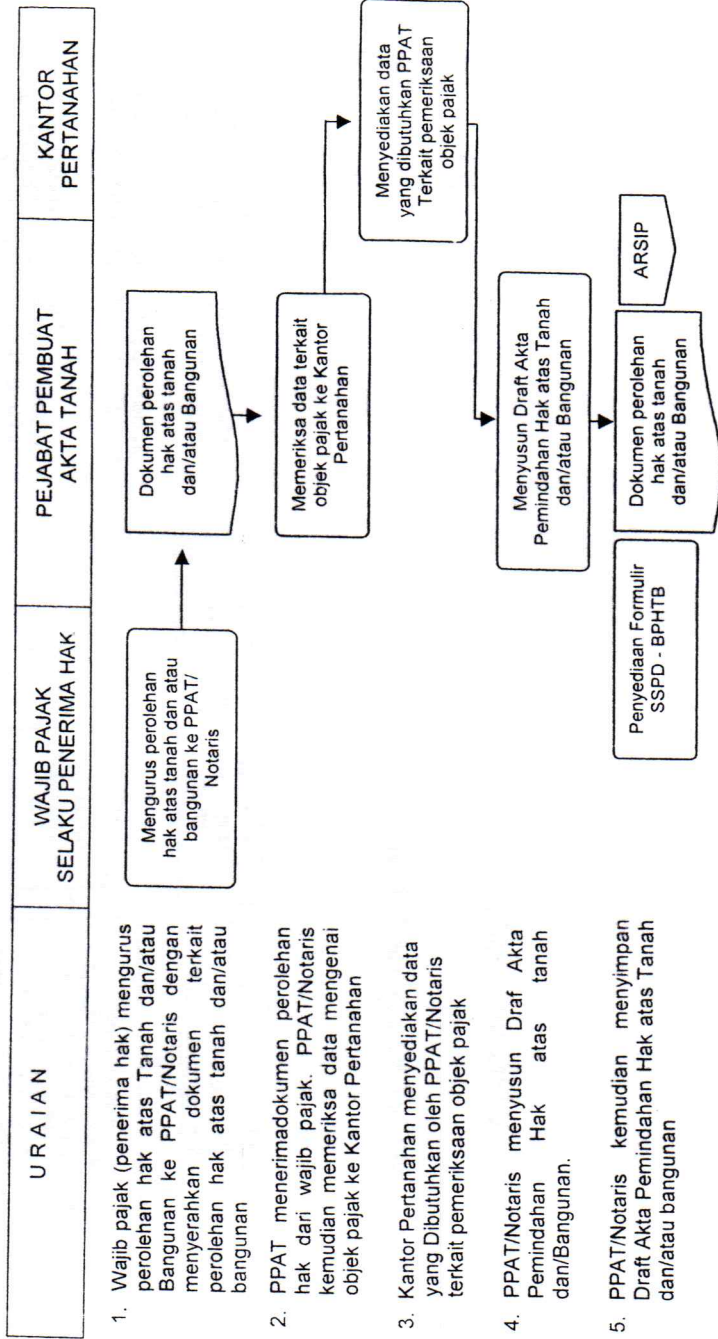 URAIAN
WAJIB PAJAK
SELAKU PENERIMA HAK
PEJABAT PEMBUAT
AKTA TANAH
KANTOR
PERTANAHAN
1. Wajib pajak (penerima hak) mengurus
perolehan hak atas Tanah dan/atau
Bangunan ke PPAT/Notaris dengan
menyerahkan dokumen terkait
perolehan hak atas tanah dan/atau
bangunan
Mengurus perolehan
hak atas tanah dan atau
bangunan ke PPAT/
Notaris
Dokumen perolehan
hak atas tanah
dan/atau Bangunan
2. PPAT menerimadokumen perolehan
hak dari wajib pajak. PPAT/Notaris
kemudian memeriksa data mengenai
objek pajak ke Kantor Pertanahan
Memeriksa data terkait
objek pajak ke Kantor
Pertanahan
3. Kantor Pertanahan menyediakan data
yang Dibutuhkan oleh PPAT/Notaris
terkait pemeriksaan objek pajak
Menyediakan data
yang dibutuhkan PPAT
Terkait pemeriksaan
objek pajak
4. PPAT/Notaris menyusun Draf Akta
Pemindahan Hak atas tanah
dan/Bangunan.
Menyusun Draft Akta
Pemindahan Hak atas Tanah
dan/atau Bangunan
5. PPAT/Notaris kemudian menyimpan
Draft Akta Pemindahan Hak atas Tanah
dan/atau bangunan
Penyediaan Formulir
SSPD - BPHTB
Dokumen perolehan
hak atas tanah
dan/atau Bangunan
ARSIP